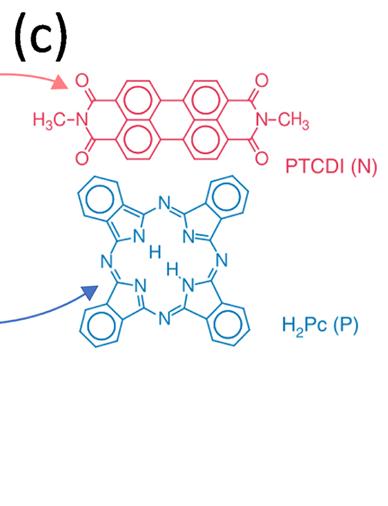 (c)
O O
H₃C N N CH₃
O O
PTCDI (N)
N
N N
H
N N
H
N N
N
H₂Pc (P)